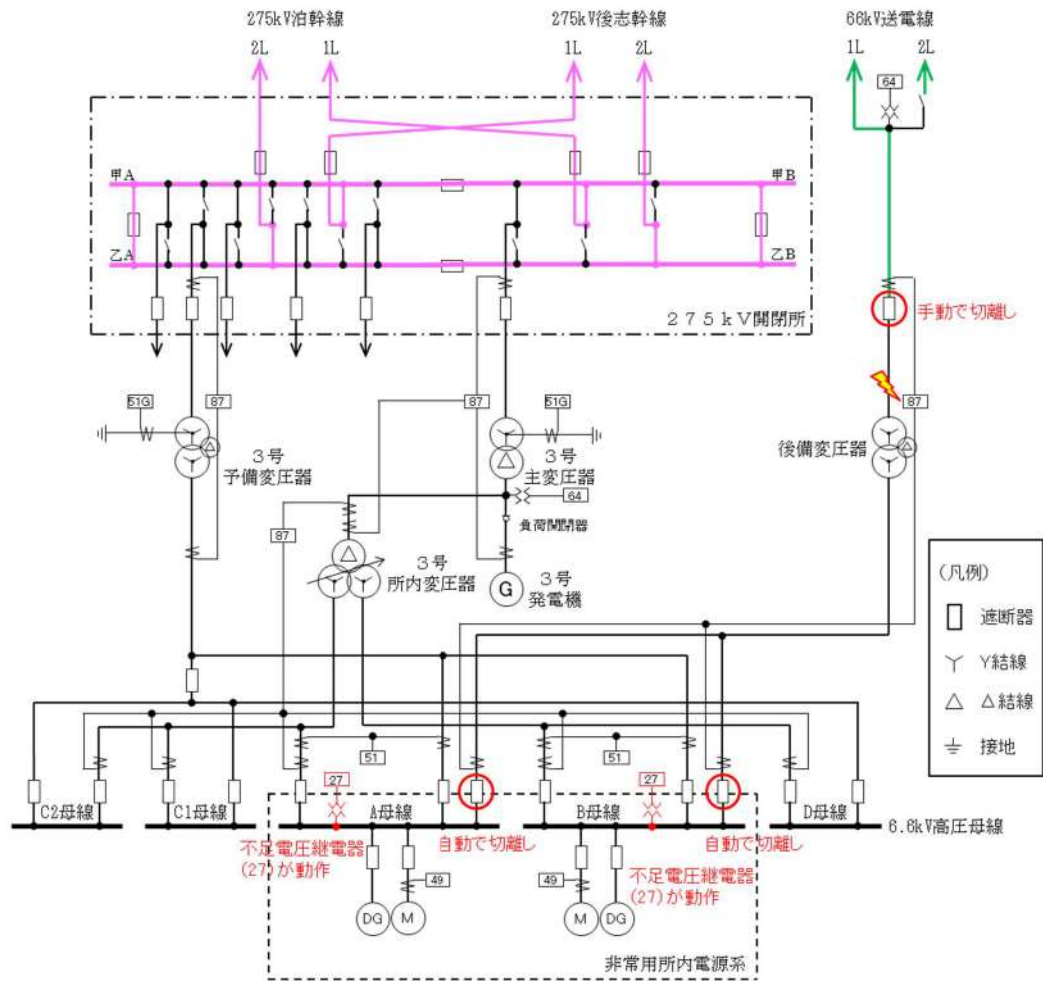 275kV泊幹線
275kV後志幹線
66kV送電線
2L
1L
1L
2L
1L
2L
64
甲A
甲B
乙A
乙B
275kV開閉所
手動で切離し
51G
87
87
51G
87
3号
予備変圧器
3号
主変圧器
後備変圧器
64
87
負荷開閉器
3号
所内変圧器
G
3号
発電機
(凡例)
遮断器
Y結線
△結線
接地
51
51
27
27
C2母線
C1母線
A母線
B母線
D母線
6.6kV高圧母線
不足電圧継電器
(27)が動作
自動で切離し
自動で切離し
不足電圧継電器
(27)が動作
49
49
DG
M
M
DG
非常用所内電源系